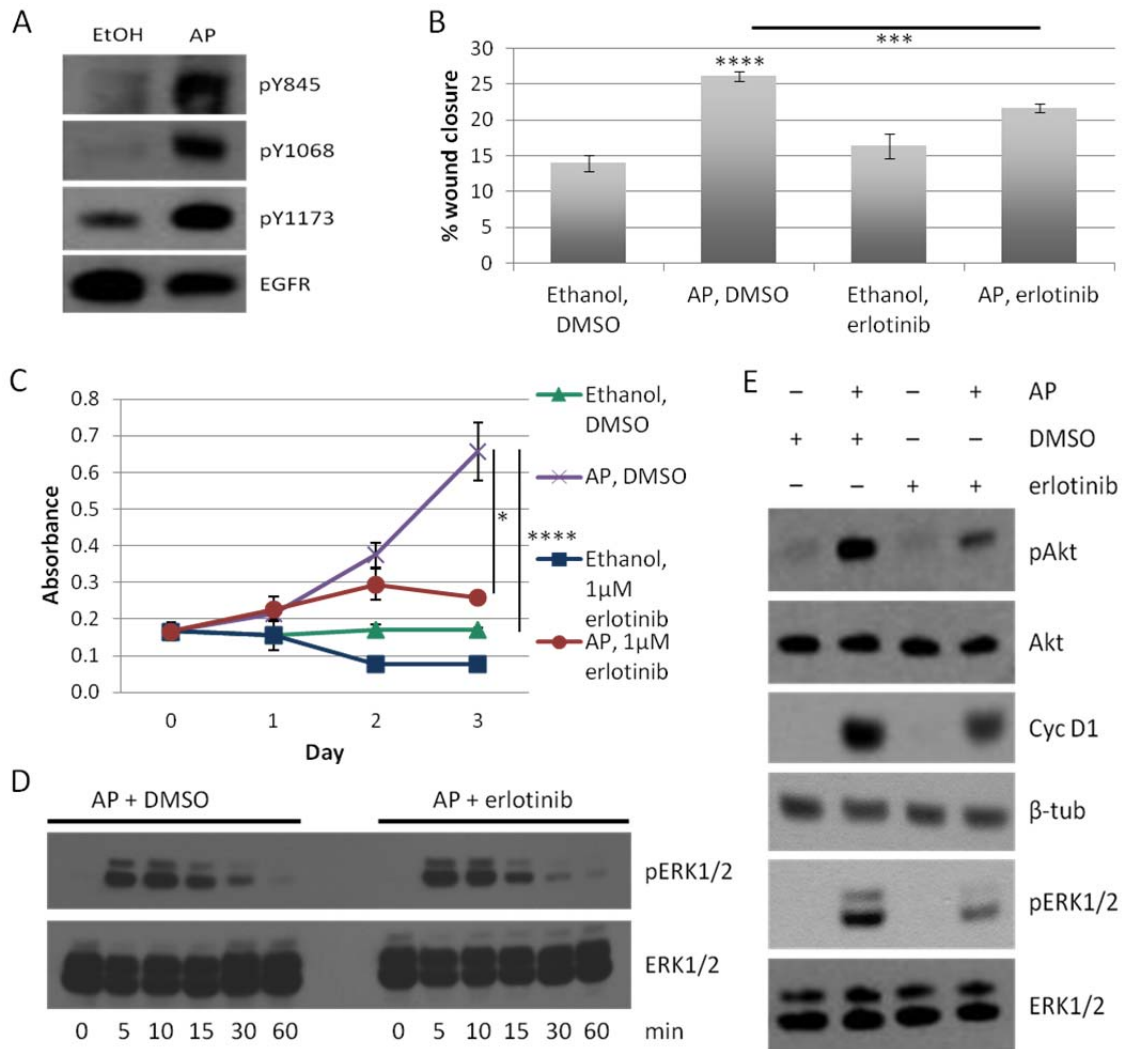 A
EtOH AP
pY845
pY1068
pY1173
EGFR
B
***
****
% wound closure
30
25
20
15
10
5
0
Ethanol,
DMSO
AP, DMSO
Ethanol,
erlotinib
AP, erlotinib
C
Absorbance
0.8
0.7
0.6
0.5
0.4
0.3
0.2
0.1
0.0
0 1 2 3
Day
*
****
Ethanol,
DMSO
AP, DMSO
Ethanol,
1μM
erlotinib
AP, 1μM
erlotinib
D
AP + DMSO AP + erlotinib
pERK1/2
ERK1/2
0 5 10 15 30 60 0 5 10 15 30 60 min
E
– + – + AP
+ + – – DMSO
– – + + erlotinib
pAkt
Akt
Cyc D1
β-tub
pERK1/2
ERK1/2